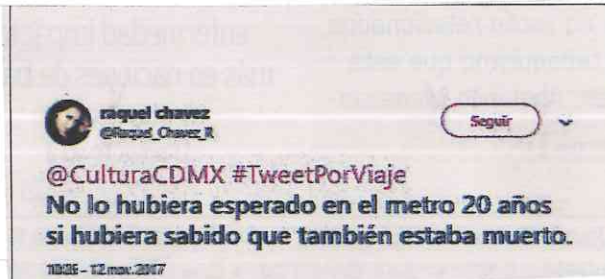 raquel chavez
@Raquel_Chavez_R
Seguir
@CulturaCDMX #TweetPorViaje
No lo hubiera esperado en el metro 20 años
si hubiera sabido que también estaba muerto.